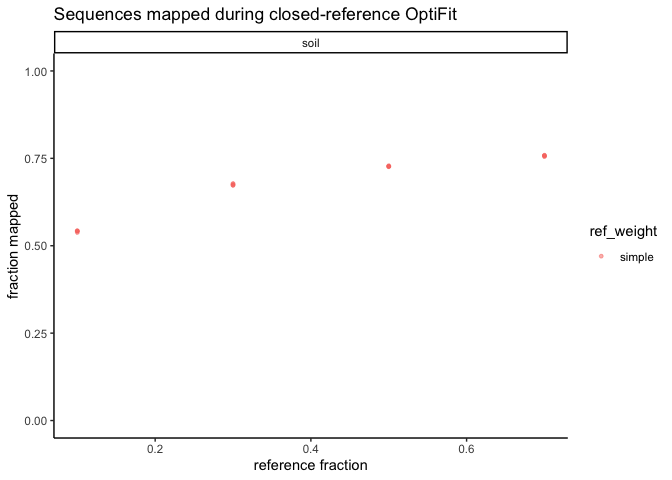 Sequences mapped during closed-reference OptiFit
soil
1.00
0.75
0.50
0.25
0.00
fraction mapped
0.2
0.4
0.6
reference fraction
ref_weight
simple